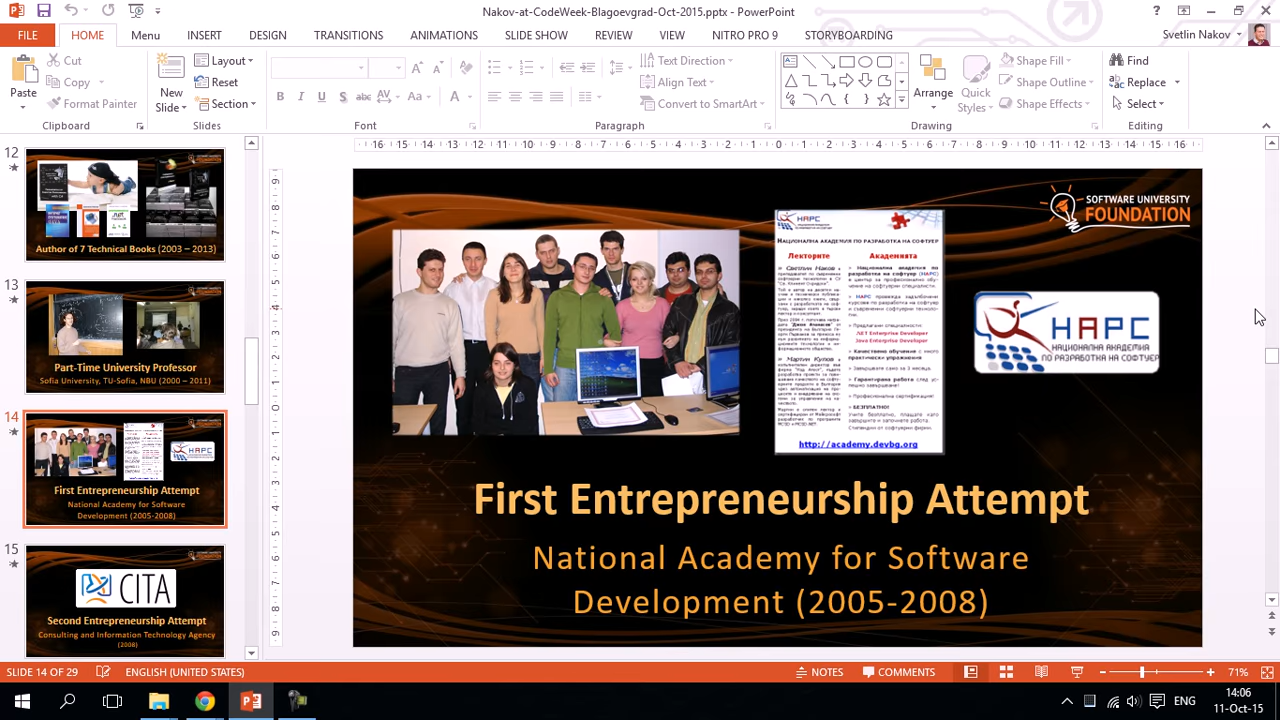 Nakov-at-CodeWeek-Blagoevgrad-Oct-2015.pptx - PowerPoint
FILE
HOME
Menu
INSERT
DESIGN
TRANSITIONS
ANIMATIONS
SLIDE SHOW
REVIEW
VIEW
NITRO PRO 9
STORYBOARDING
Svetlin Nakov
Paste
Cut
Copy
Format Painter
Clipboard
New Slide
Layout
Reset
Section
Slides
Font
Text Direction
Align Text
Convert to SmartArt
Paragraph
Arrange
Quick Styles
Shape Fill
Shape Outline
Shape Effects
Drawing
Find
Replace
Select
Editing
12
Author of 7 Technical Books (2003 – 2013)
13
Part-Time University Professor
Sofia University, TU-Sofia, NBU (2000 – 2011)
14
First Entrepreneurship Attempt
National Academy for Software
Development (2005-2008)
15
CITA
Second Entrepreneurship Attempt
Consulting and Information Technology Agency
(2008)
SOFTWARE UNIVERSITY
FOUNDATION
НАРС
НАЦИОНАЛНА АКАДЕМИЯ ПО РАЗРАБОТКА НА СОФТУЕР
Лекторите
Академията
http://academy.devbg.org
НАРС
НАЦИОНАЛНА АКАДЕМИЯ
ПО РАЗРАБОТКА НА СОФТУЕР
First Entrepreneurship Attempt
National Academy for Software
Development (2005-2008)
SLIDE 14 OF 29
ENGLISH (UNITED STATES)
NOTES
COMMENTS
71%
ENG
14:06
11-Oct-15